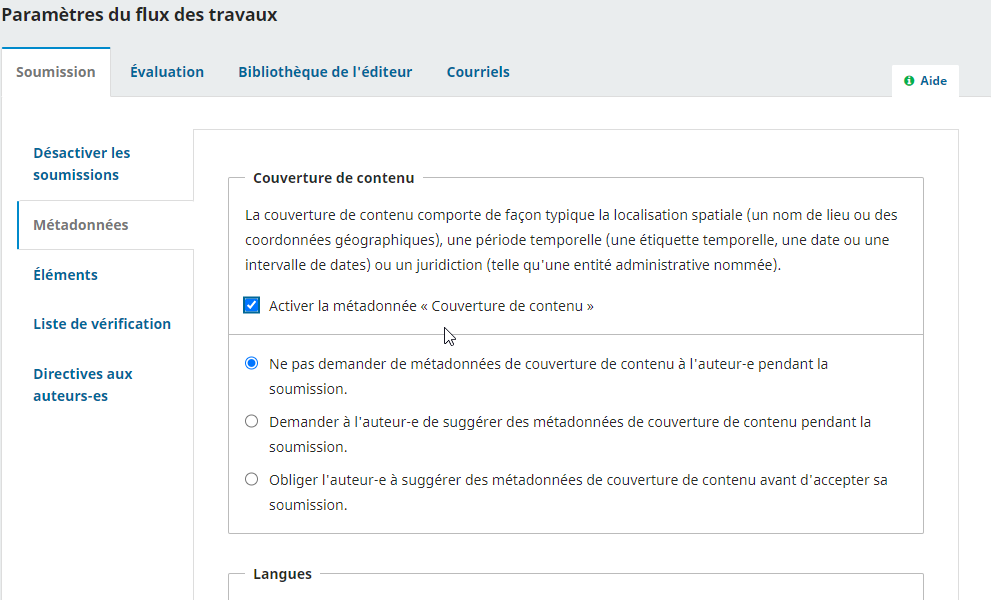 Paramètres du flux des travaux
Soumission
Évaluation
Bibliothèque de l'éditeur
Courriels
Aide
Désactiver les
soumissions
Métadonnées
Éléments
Liste de vérification
Directives aux
auteurs-es
Couverture de contenu
La couverture de contenu comporte de façon typique la localisation spatiale (un nom de lieu ou des
coordonnées géographiques), une période temporelle (une étiquette temporelle, une date ou une
intervalle de dates) ou un juridiction (telle qu'une entité administrative nommée).
Activer la métadonnée « Couverture de contenu »
Ne pas demander de métadonnées de couverture de contenu à l'auteur-e pendant la
soumission.
Demander à l'auteur-e de suggérer des métadonnées de couverture de contenu pendant la
soumission.
Obliger l'auteur-e à suggérer des métadonnées de couverture de contenu avant d'accepter sa
soumission.
Langues